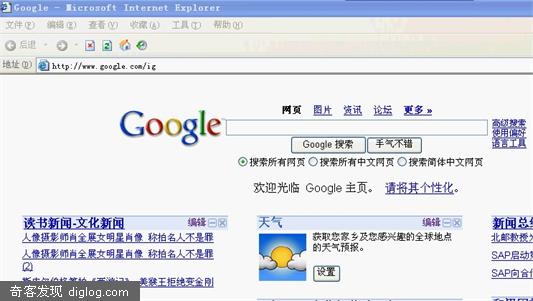 Google - Microsoft Internet Explorer
文件(F) 编辑(E) 查看(V) 收藏(A) 工具(T) 帮助(H)
后退
地址(D) http://www.google.com/ig
网页 图片 资讯 论坛 更多 »
Google
高级搜索
使用偏好
语言工具
Google 搜索 手气不错
搜索所有网页 搜索所有中文网页 搜索简体中文网页
欢迎光临 Google 主页。 请将其个性化。
读书新闻-文化新闻 编辑
人像摄影师肖全展女明星肖像 称拍名人不是罪
人像摄影师肖全展文明星肖像 称拍名人不是罪
(2)
天气 编辑
获取您家乡及您感兴趣的全球地点
的天气预报。
设置
新闻总
北邮教授
SAP启动
SAP向合
奇客发现 diglog.com